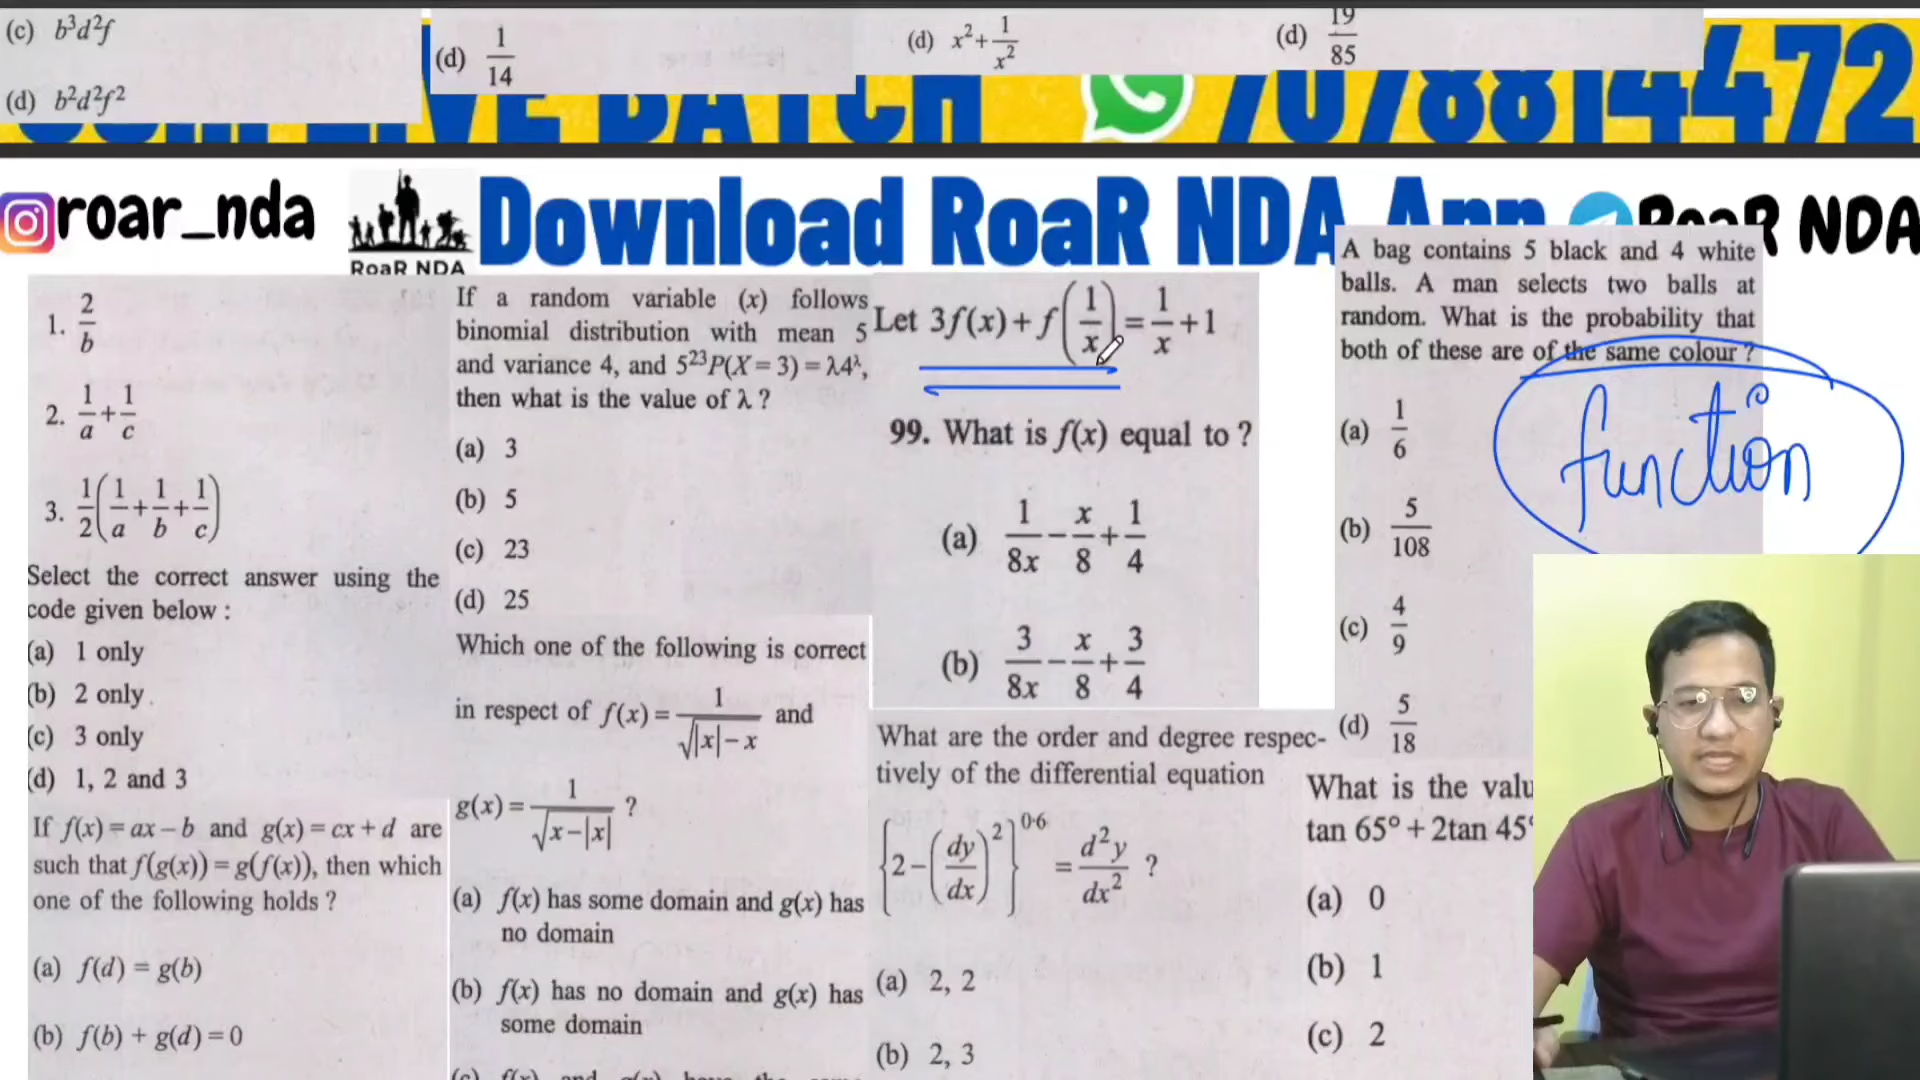 (c) b³d²f
(d) b²d²f²
(d) 1/14
(d) x² + 1/x²
(d) 19/85
7078814472
roar_nda
RoaR NDA
Download RoaR NDA App
RoaR NDA
1. 2/b
2. 1/a + 1/c
3. 1/2(1/a + 1/b + 1/c)
Select the correct answer using the
code given below :
(a) 1 only
(b) 2 only
(c) 3 only
(d) 1, 2 and 3
If f(x) = ax – b and g(x) = cx + d are
such that f(g(x)) = g(f(x)), then which
one of the following holds ?
(a) f(d) = g(b)
(b) f(b) + g(d) = 0
If a random variable (x) follows
binomial distribution with mean 5
and variance 4, and 5²³P(X = 3) = λ4^λ,
then what is the value of λ ?
(a) 3
(b) 5
(c) 23
(d) 25
Which one of the following is correct
in respect of f(x) = 1/√(|x| – x) and
g(x) = 1/√(x – |x|) ?
(a) f(x) has some domain and g(x) has
no domain
(b) f(x) has no domain and g(x) has
some domain
Let 3f(x) + f(1/x) = 1/x + 1
99. What is f(x) equal to ?
(a) 1/8x – x/8 + 1/4
(b) 3/8x – x/8 + 3/4
What are the order and degree respec-
tively of the differential equation
{2 – (dy/dx)²}^0·6 = d²y/dx² ?
(a) 2, 2
(b) 2, 3
A bag contains 5 black and 4 white
balls. A man selects two balls at
random. What is the probability that
both of these are of the same colour ?
(a) 1/6
(b) 5/108
(c) 4/9
(d) 5/18
function
What is the
tan 65° + 2tan 45°
(a) 0
(b) 1
(c) 2